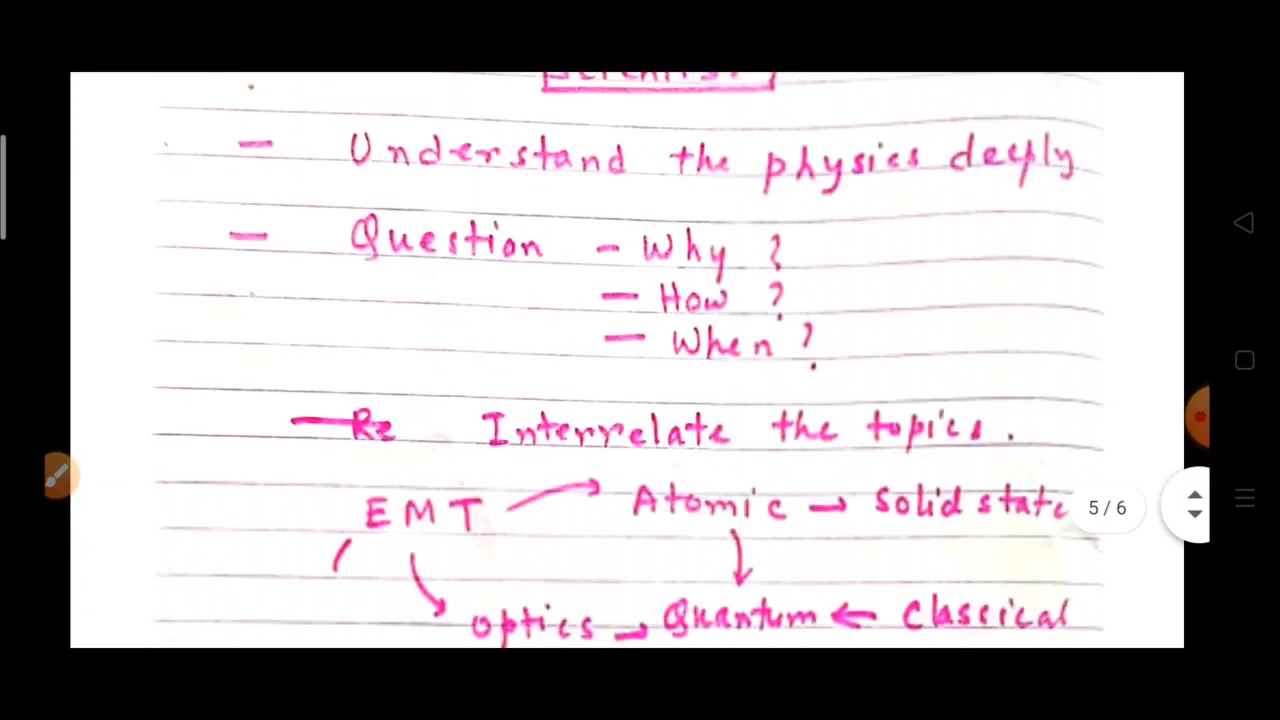 - Understand the physics deeply
- Question - Why ?
- How ?
- When ?
Interrelate the topics.
EMT → Atomic → Solid state
5/6
Optics → Quantum ← Classical